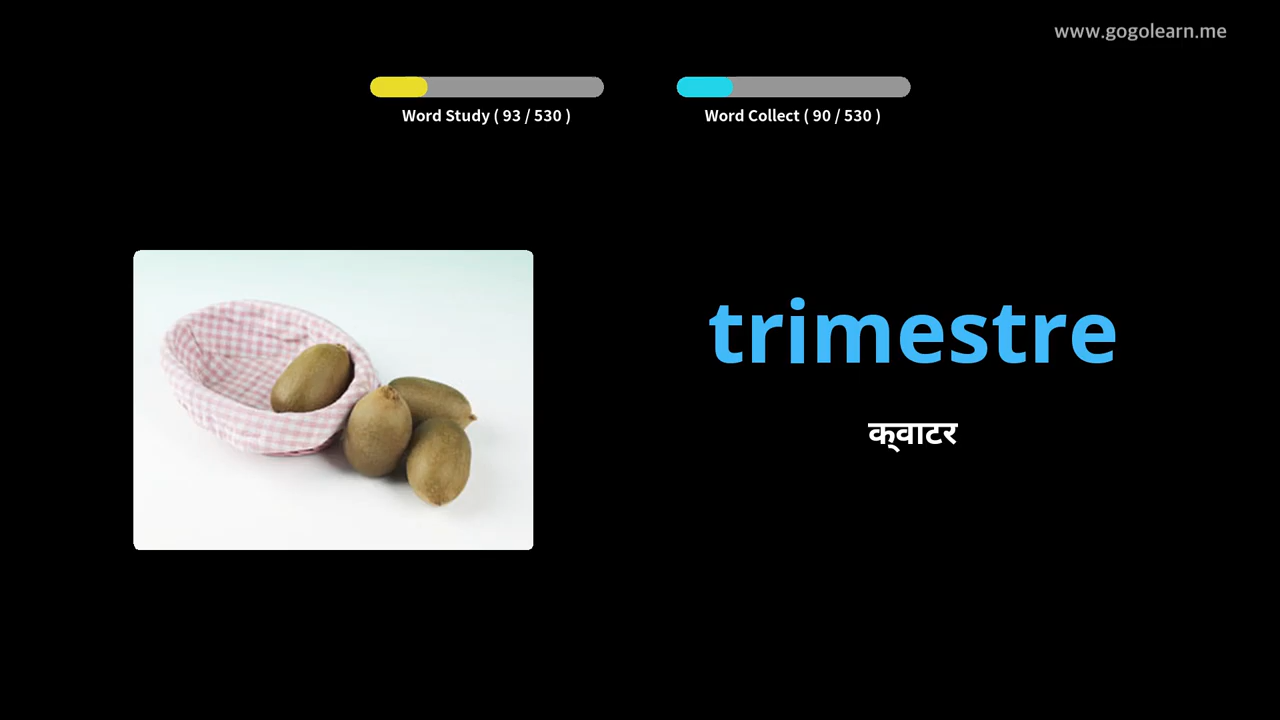 www.gogolearn.me
Word Study ( 93 / 530 )
Word Collect ( 90 / 530 )
trimestre
क्वाटर